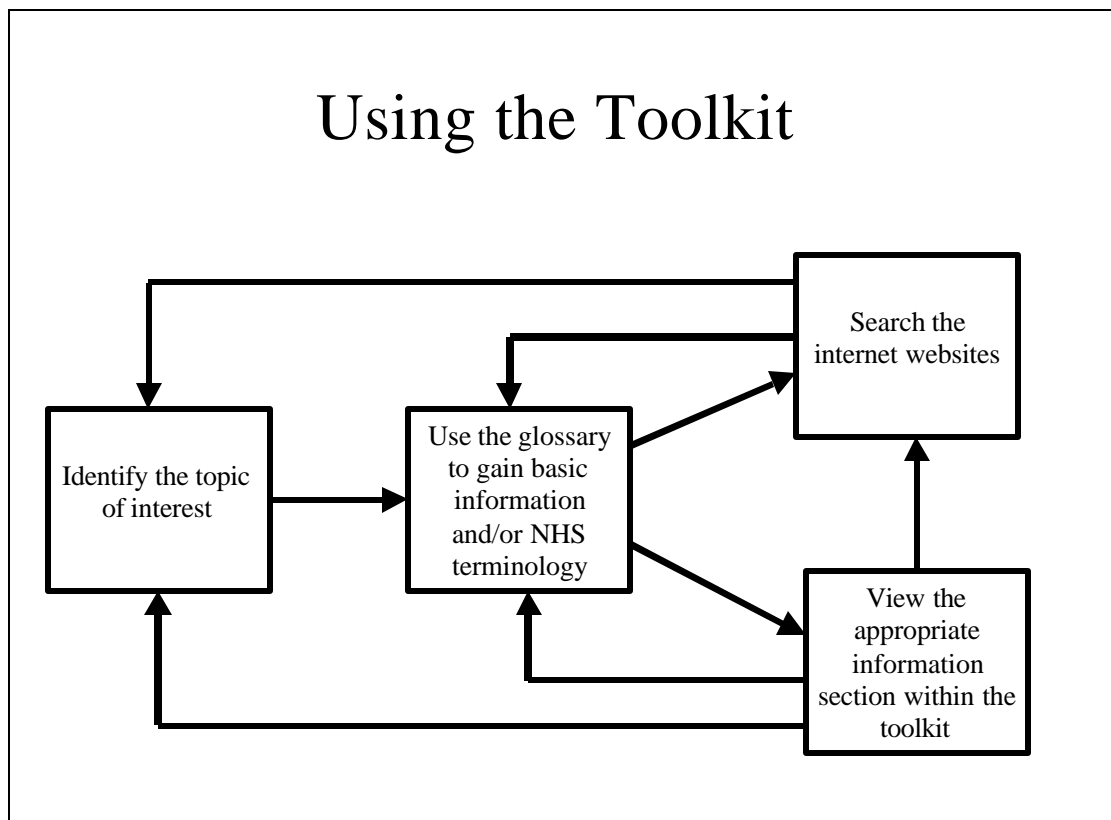 Using the Toolkit
Search the
internet websites
Identify the topic
of interest
Use the glossary
to gain basic
information
and/or NHS
terminology
View the
appropriate
information
section within the
toolkit